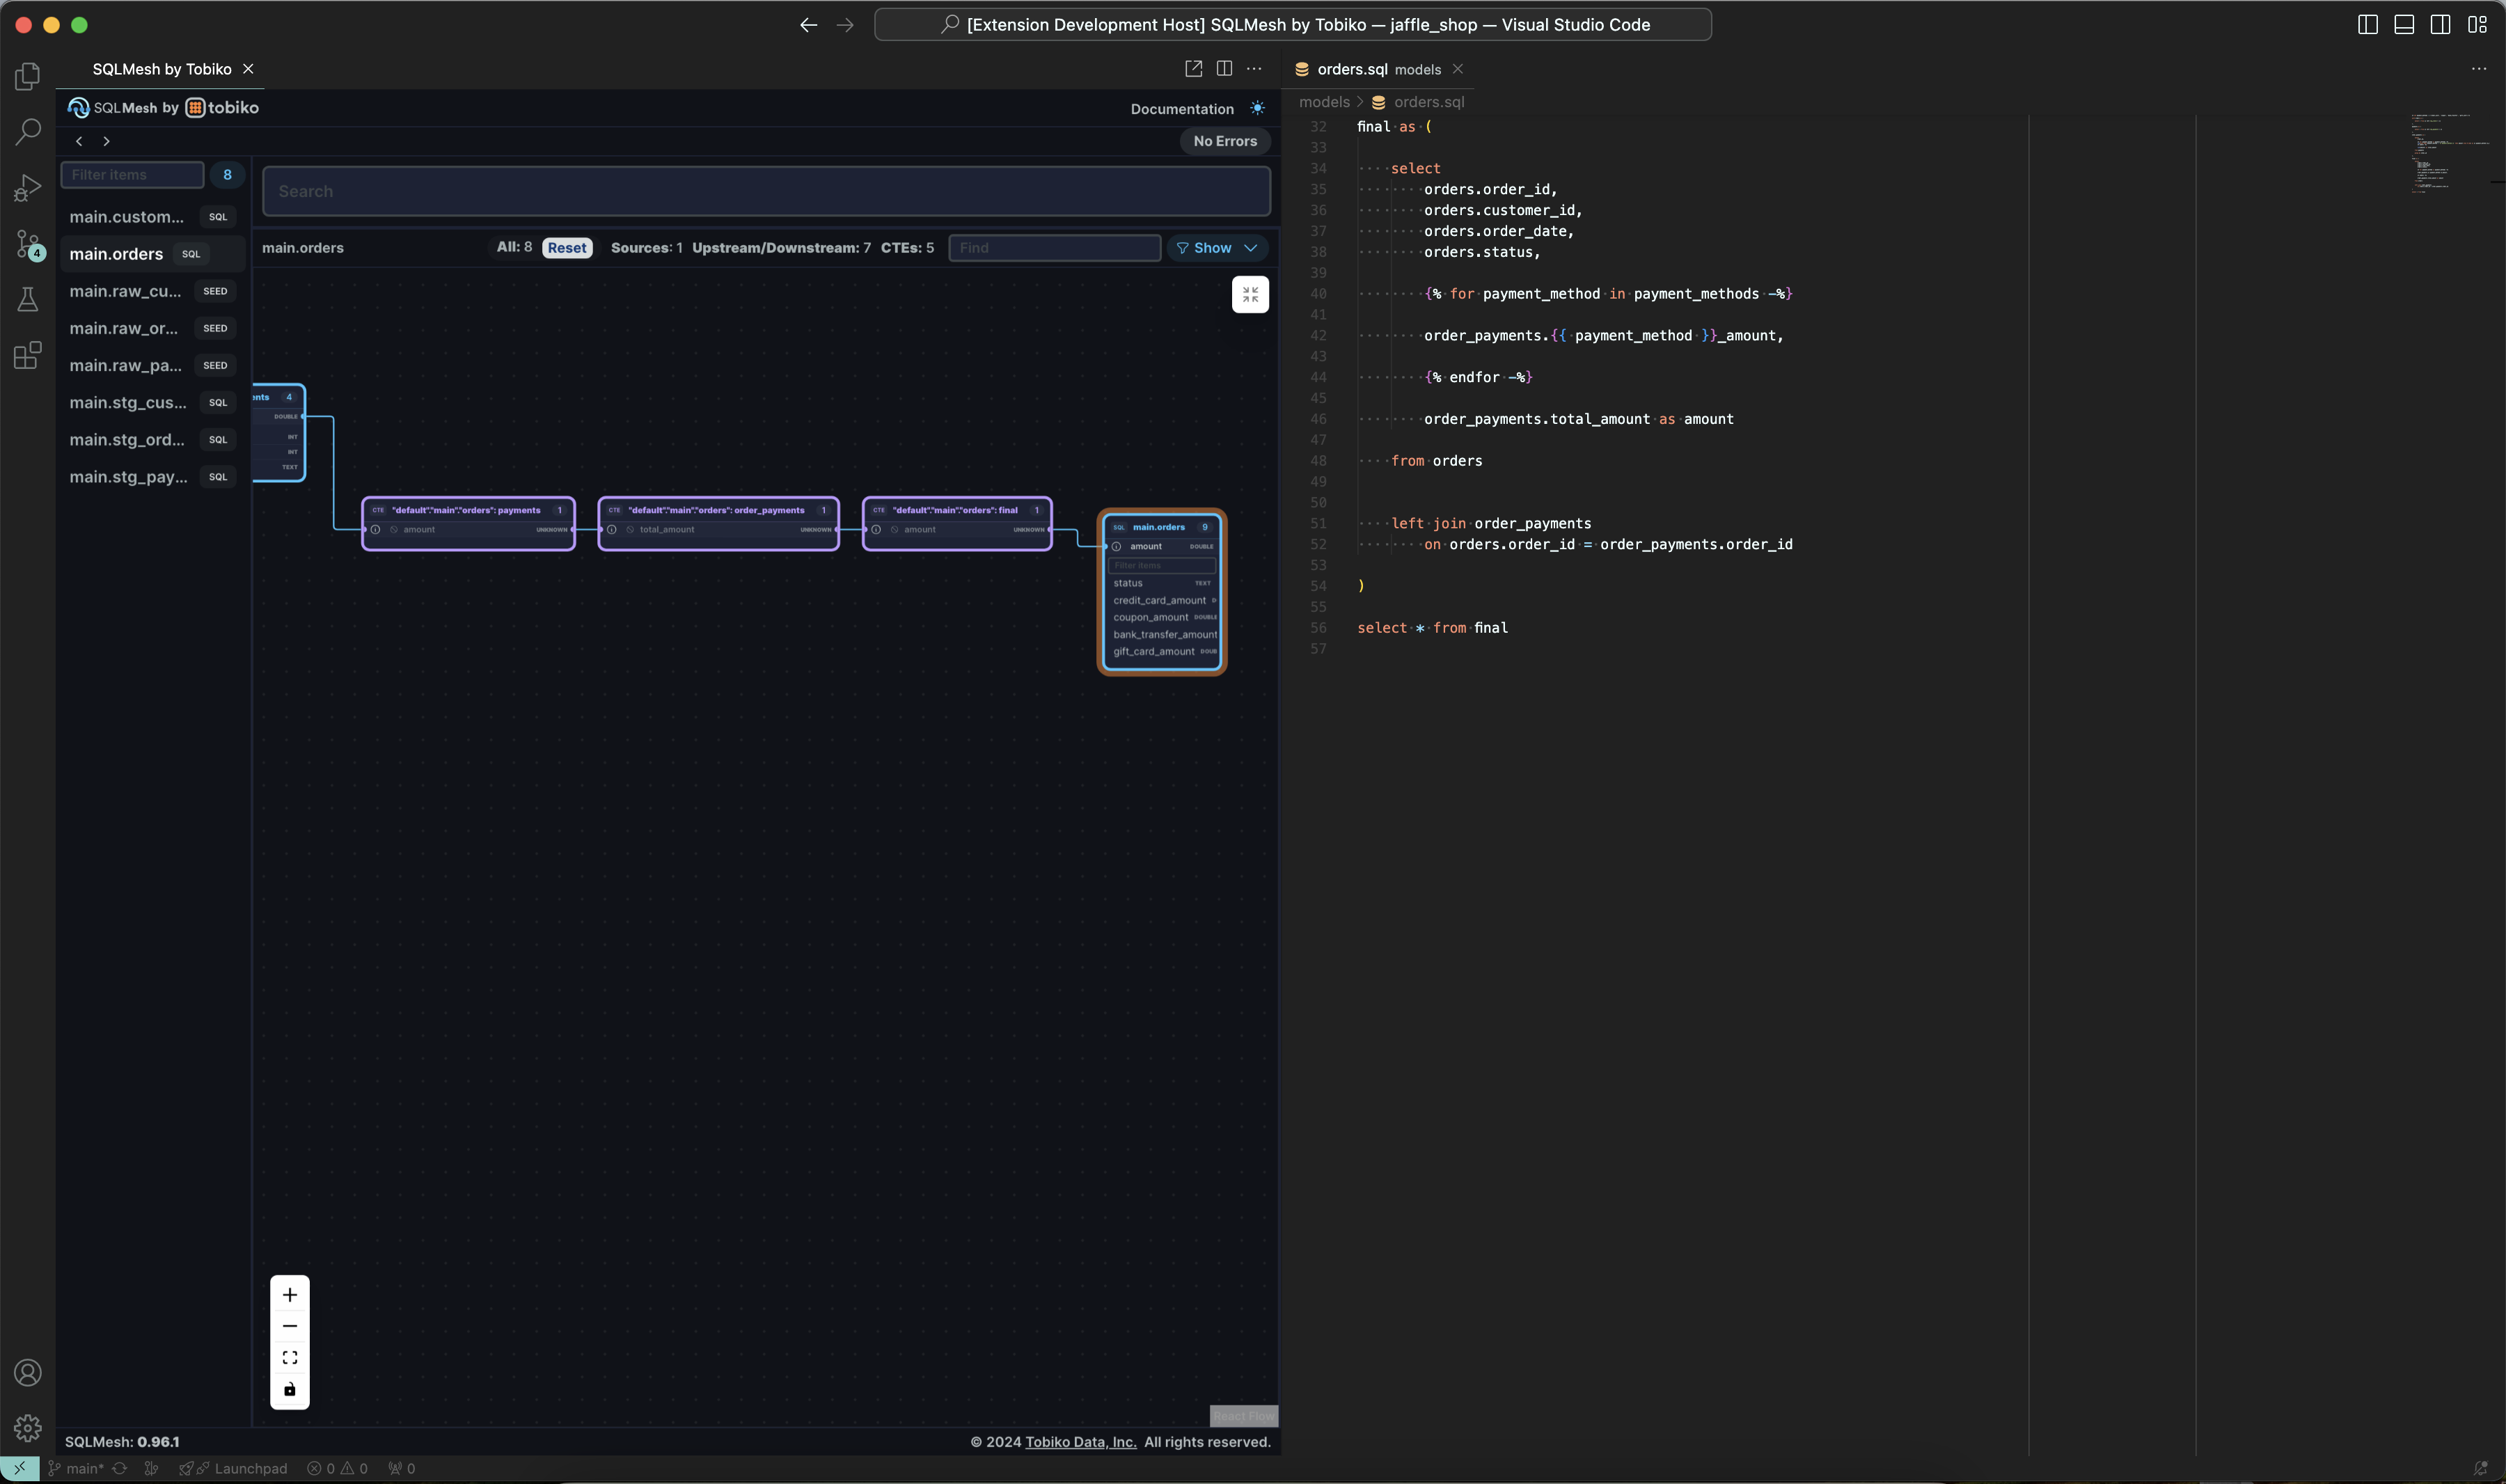 [Extension Development Host] SQLMesh by Tobiko — jaffle_shop — Visual Studio Code
SQLMesh by Tobiko
SQLMesh by tobiko
Documentation
No Errors
Filter items 8
main.custom... SQL
main.orders SQL
main.raw_cu... SEED
main.raw_or... SEED
main.raw_pa... SEED
main.stg_cus... SQL
main.stg_ord... SQL
main.stg_pay... SQL
4
Search
main.orders All: 8 Reset Sources: 1 Upstream/Downstream: 7 CTEs: 5 Find Show
nts 4
DOUBLE
INT
INT
TEXT
CTE "default"."main"."orders": payments 1
amount UNKNOWN
CTE "default"."main"."orders": order_payments 1
total_amount UNKNOWN
CTE "default"."main"."orders": final 1
amount UNKNOWN
SQL main.orders 9
amount DOUBLE
Filter items
status TEXT
credit_card_amount D
coupon_amount DOUBLE
bank_transfer_amount
gift_card_amount DOUB
React Flow
SQLMesh: 0.96.1
© 2024 Tobiko Data, Inc. All rights reserved.
orders.sql models
models > orders.sql
32 final as (
33
34 select
35 orders.order_id,
36 orders.customer_id,
37 orders.order_date,
38 orders.status,
39
40 {% for payment_method in payment_methods -%}
41
42 order_payments.{{ payment_method }}_amount,
43
44 {% endfor -%}
45
46 order_payments.total_amount as amount
47
48 from orders
49
50
51 left join order_payments
52 on orders.order_id = order_payments.order_id
53
54 )
55
56 select * from final
57
main* Launchpad 0 0 0